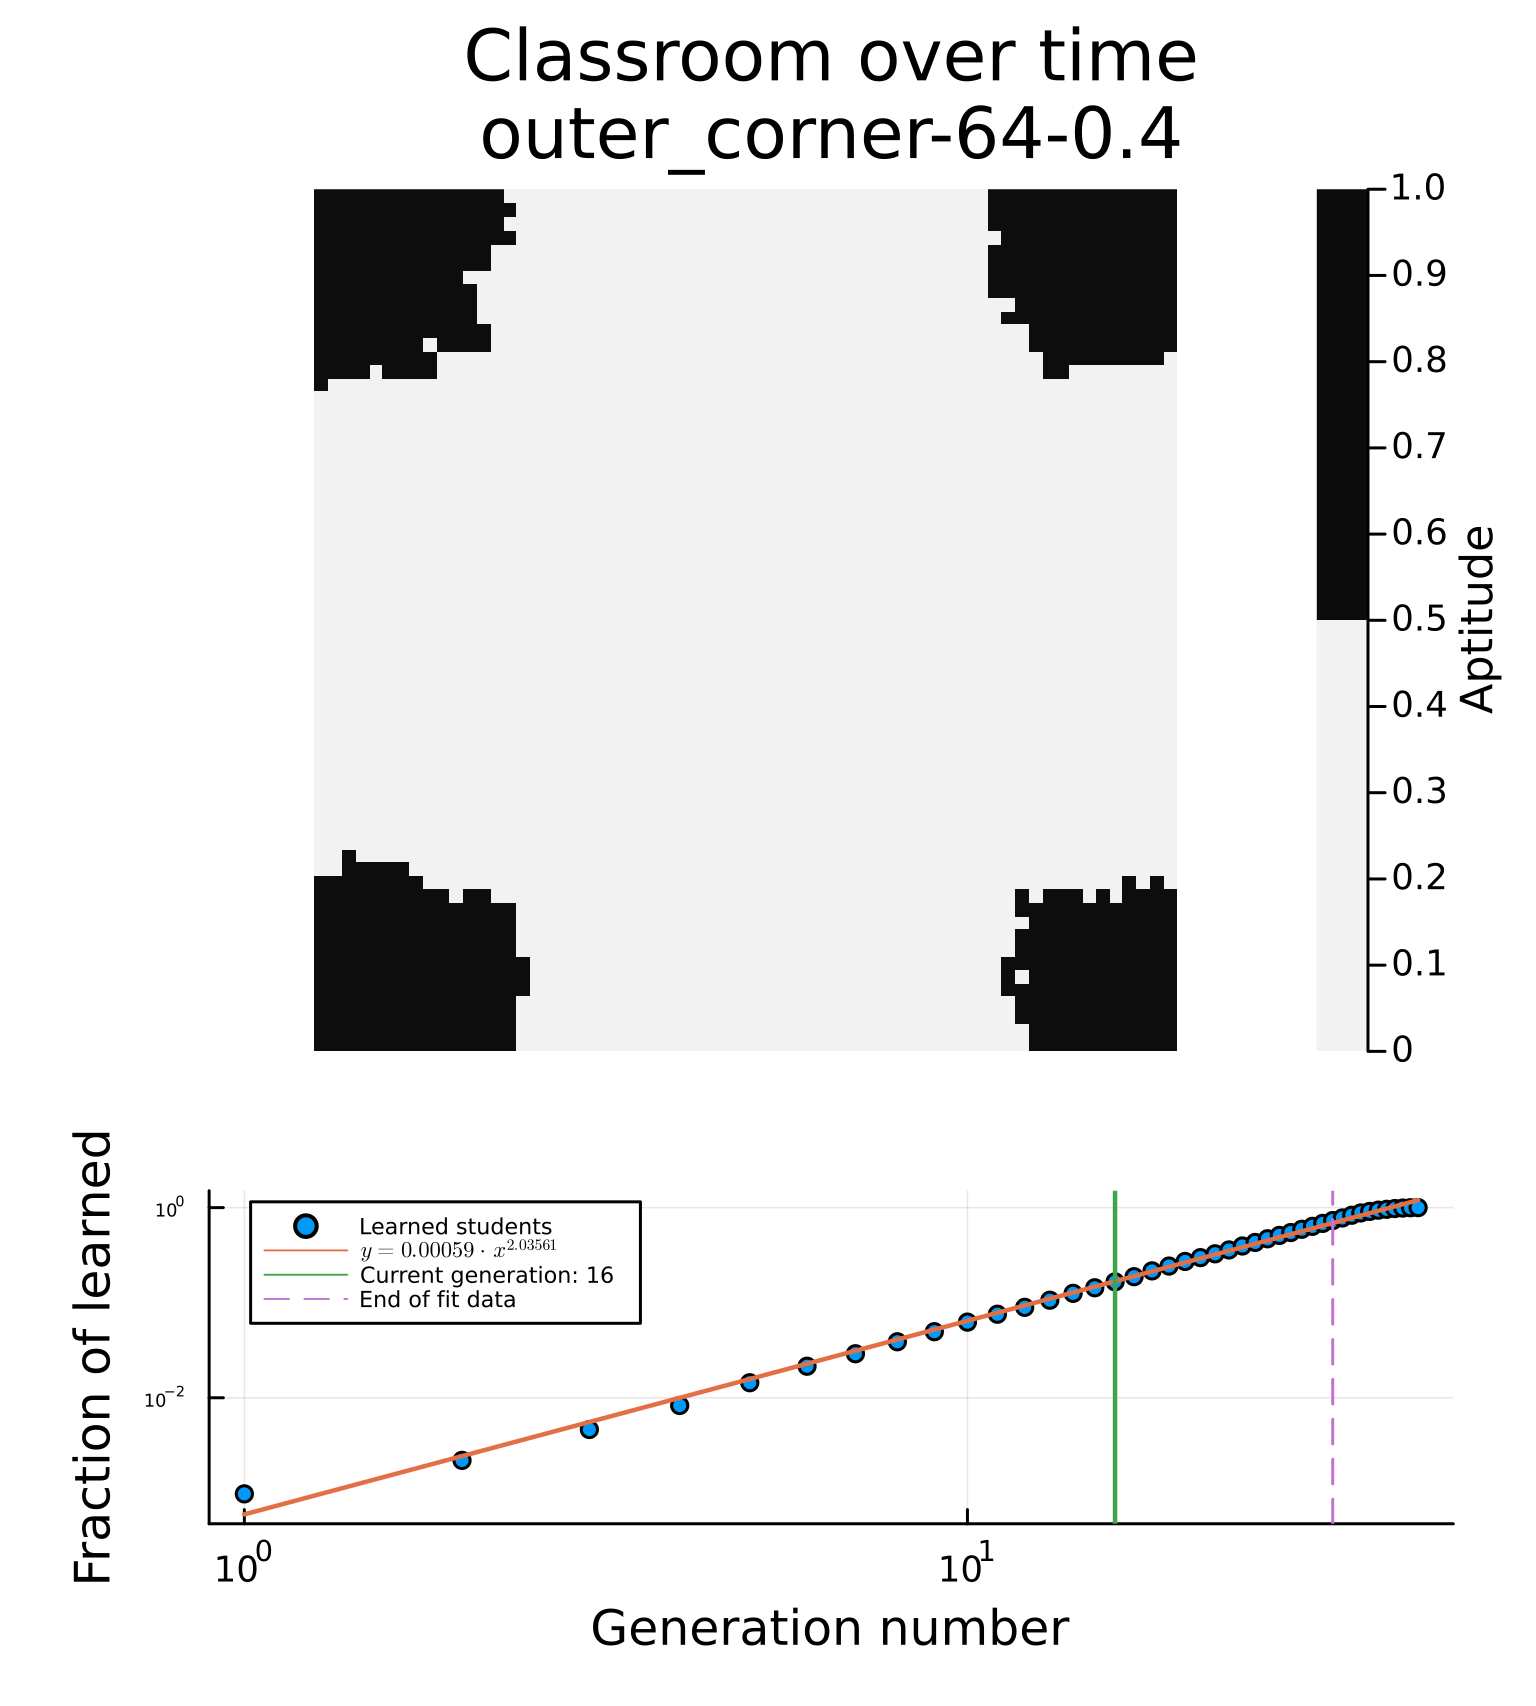 Classroom over time
outer_corner-64-0.4
1.0
0.9
0.8
0.7
0.6
0.5
0.4
0.3
0.2
0.1
0
Aptitude
Fraction of learned
10^0
10^-2
Learned students
y = 0.00059 · x^2.03561
Current generation: 16
End of fit data
10^0
10^1
Generation number